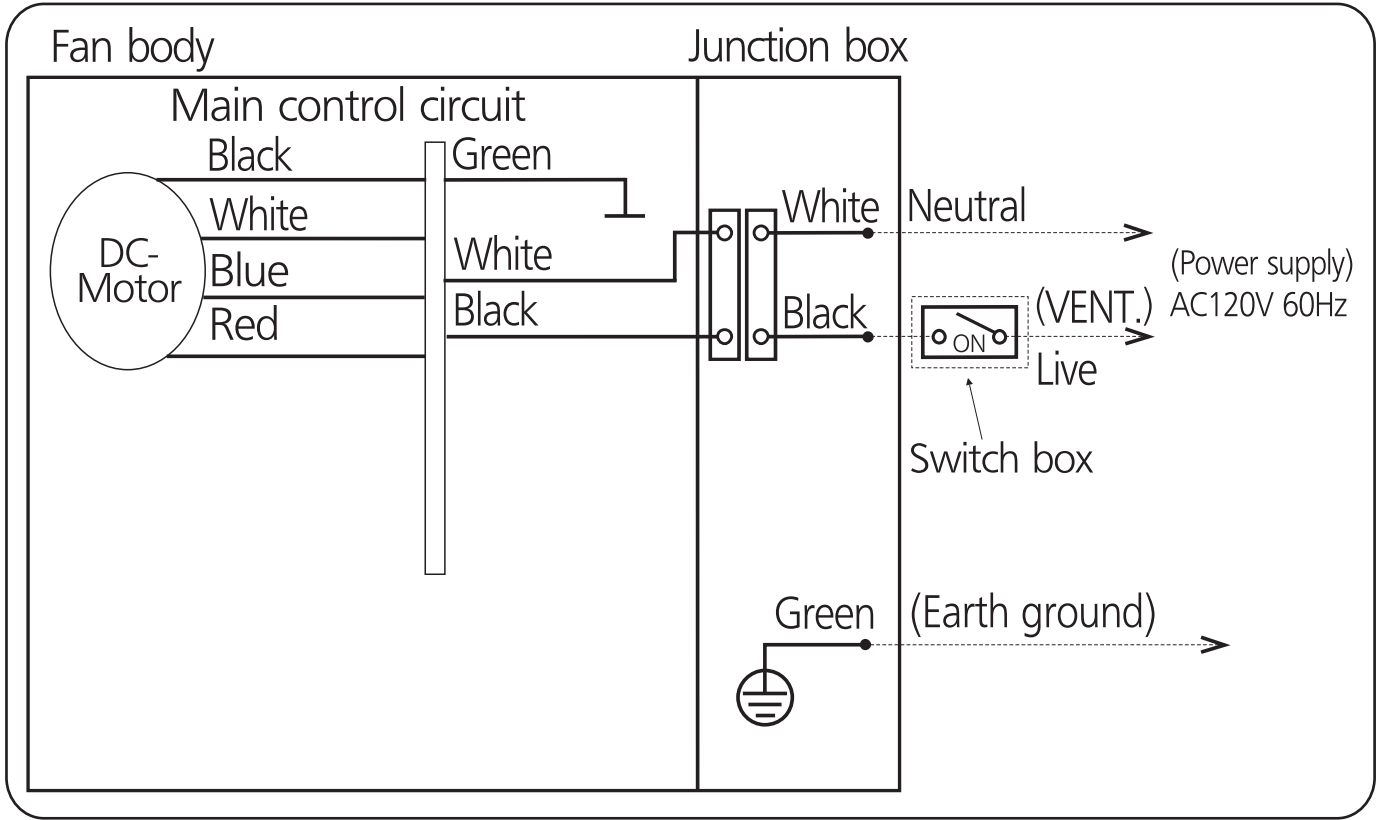 Fan body
Junction box
Main control circuit
Black
Green
White
White
Neutral
DC-
Motor
White
(Power supply)
Blue
AC120V 60Hz
Black
Black
(VENT.)
Red
ON
Live
Switch box
Green
(Earth ground)